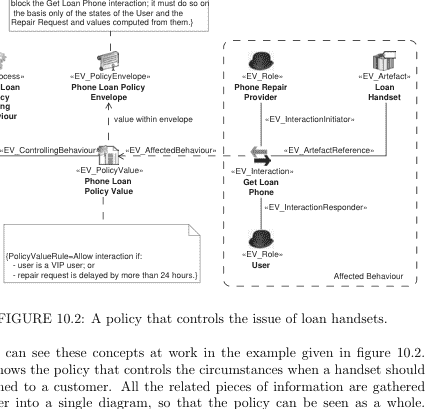 block the Get Loan Phone interaction; it must do so on
the basis only of the states of the User and the
Repair Request and values computed from them.}
«EV_PolicyEnvelope»
Phone Loan Policy
Envelope
value within envelope
«EV_ControllingBehaviour»
«EV_AffectedBehaviour»
«EV_PolicyValue»
Phone Loan
Policy Value
{PolicyValueRule=Allow interaction if:
- user is a VIP user; or
- repair request is delayed by more than 24 hours.}
«EV_Role»
Phone Repair
Provider
«EV_Artefact»
Loan
Handset
«EV_InteractionInitiator»
«EV_ArtefactReference»
«EV_Interaction»
Get Loan
Phone
«EV_InteractionResponder»
«EV_Role»
User
Affected Behaviour
FIGURE 10.2: A policy that controls the issue of loan handsets.
can see these concepts at work in the example given in figure 10.2.
the policy that controls the circumstances when a handset should
to a customer. All the related pieces of information are gathered
into a single diagram, so that the policy can be seen as a whole.